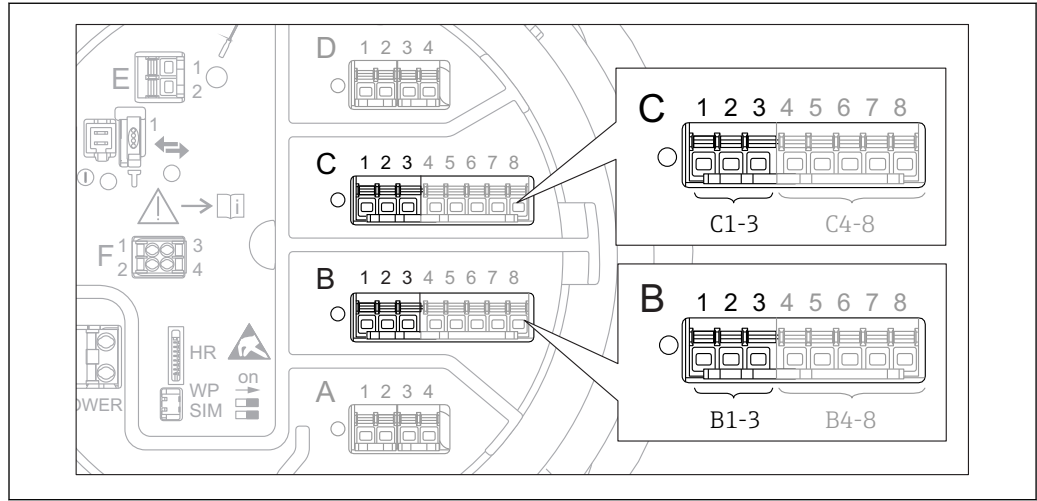 D 1 2 3 4
E 1
2
1
C 1 2 3 4 5 6 7 8
i
F 1 3
2 4
B 1 2 3 4 5 6 7 8
HR
WP on
SIM
OWER
A 1 2 3 4
C 1 2 3 4 5 6 7 8
C1-3 C4-8
B 1 2 3 4 5 6 7 8
B1-3 B4-8